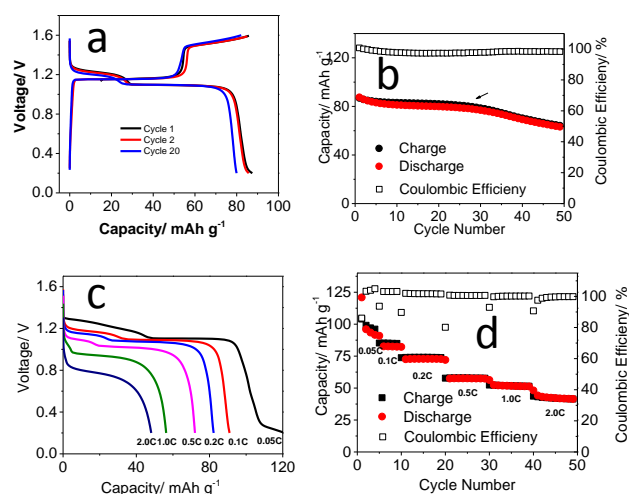 a
Voltage/ V
1.6
1.2
0.8
0.4
0.0
Cycle 1
Cycle 2
Cycle 20
0 20 40 60 80 100
Capacity/ mAh g-1
b
Capacity/ mAh g-1
120
80
40
0
Charge
Discharge
Coulombic Efficieny
100
80
60
40
20
0
Coulombic Efficieny/ %
0 10 20 30 40 50
Cycle Number
c
Voltage/ V
1.6
1.2
0.8
0.4
0.0
2.0C 1.0C 0.5C 0.2C 0.1C 0.05C
0 20 40 60 80 100 120
Capacity/ mAh g-1
d
Capacity/ mAh g-1
125
100
75
50
25
0
0.05C
0.1C
0.2C
0.5C
1.0C
2.0C
Charge
Discharge
Coulombic Efficieny
100
80
60
40
20
0
Coulombic Efficieny/ %
0 10 20 30 40 50
Cycle Number